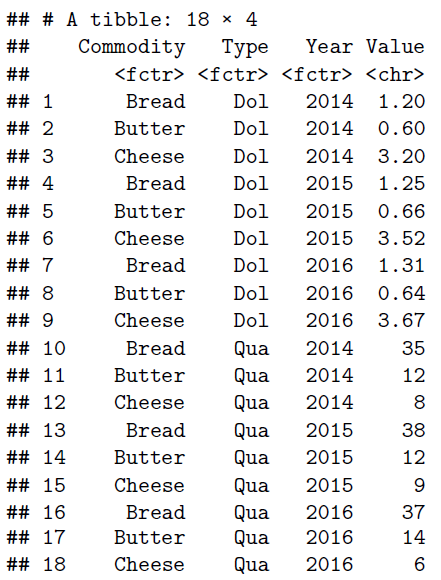 ## # A tibble: 18 × 4
## Commodity Type Year Value
## <fctr> <fctr> <fctr> <chr>
## 1 Bread Dol 2014 1.20
## 2 Butter Dol 2014 0.60
## 3 Cheese Dol 2014 3.20
## 4 Bread Dol 2015 1.25
## 5 Butter Dol 2015 0.66
## 6 Cheese Dol 2015 3.52
## 7 Bread Dol 2016 1.31
## 8 Butter Dol 2016 0.64
## 9 Cheese Dol 2016 3.67
## 10 Bread Qua 2014 35
## 11 Butter Qua 2014 12
## 12 Cheese Qua 2014 8
## 13 Bread Qua 2015 38
## 14 Butter Qua 2015 12
## 15 Cheese Qua 2015 9
## 16 Bread Qua 2016 37
## 17 Butter Qua 2016 14
## 18 Cheese Qua 2016 6